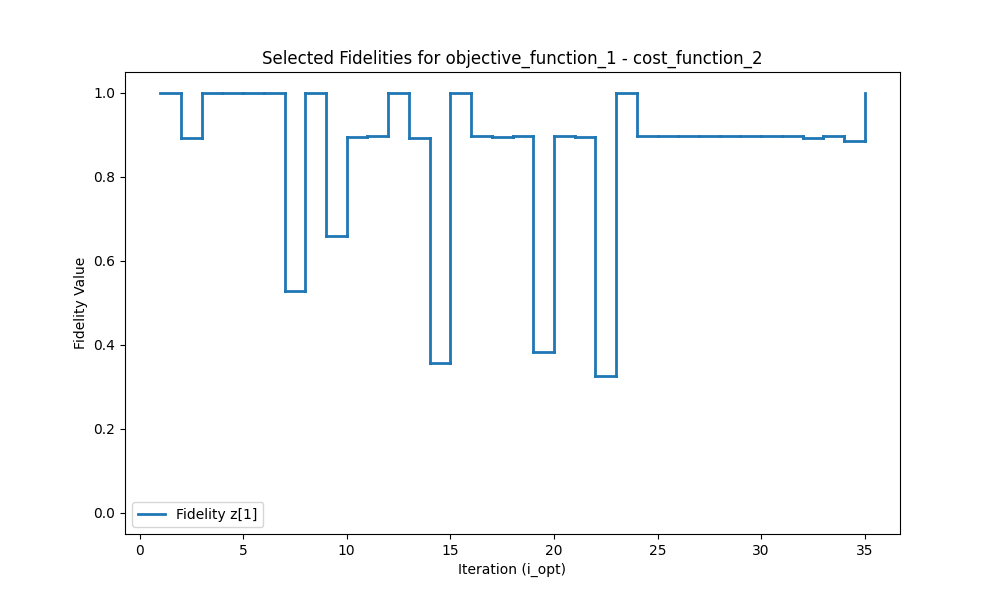 Selected Fidelities for objective_function_1 - cost_function_2
1.0
0.8
0.6
0.4
0.2
0.0
Fidelity Value
Fidelity z[1]
0 5 10 15 20 25 30 35
Iteration (i_opt)